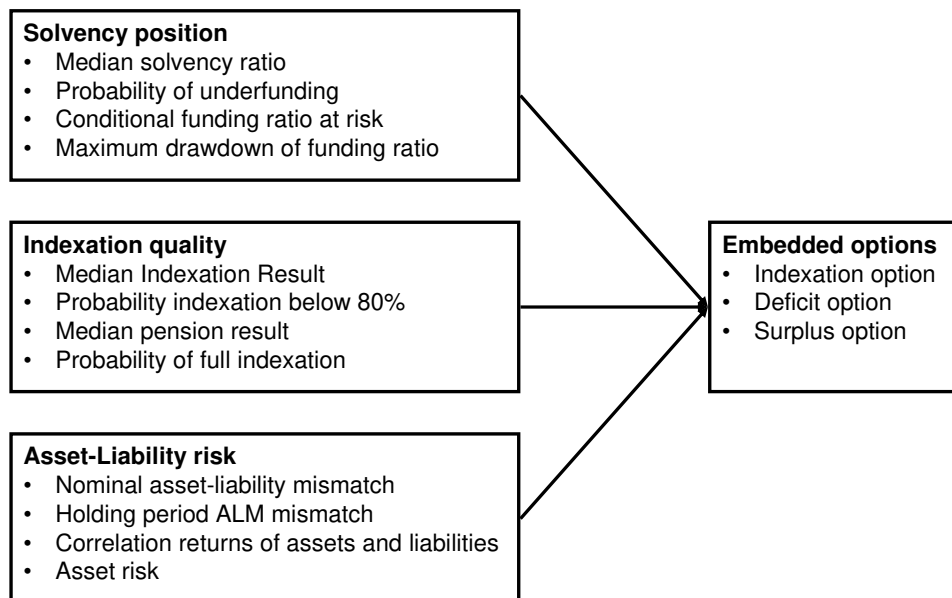 Solvency position
• Median solvency ratio
• Probability of underfunding
• Conditional funding ratio at risk
• Maximum drawdown of funding ratio
Indexation quality
• Median Indexation Result
• Probability indexation below 80%
• Median pension result
• Probability of full indexation
Embedded options
• Indexation option
• Deficit option
• Surplus option
Asset-Liability risk
• Nominal asset-liability mismatch
• Holding period ALM mismatch
• Correlation returns of assets and liabilities
• Asset risk